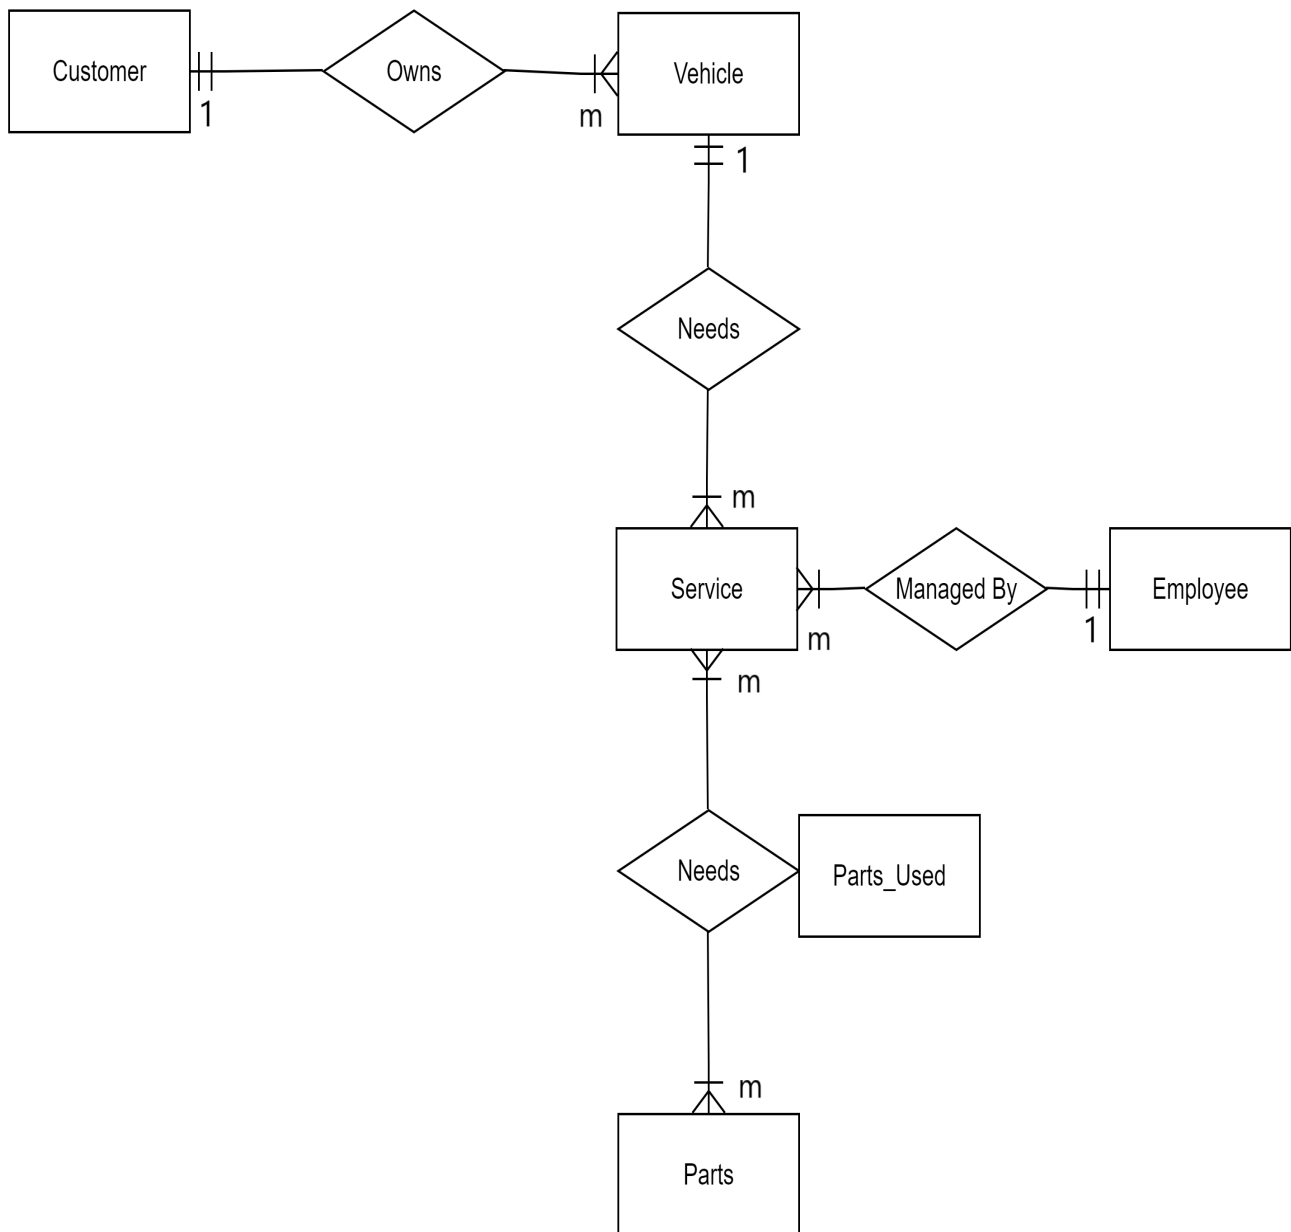 Customer
Owns
Vehicle
1
m
1
Needs
m
Service
Managed By
Employee
m
1
m
Needs
Parts_Used
m
Parts